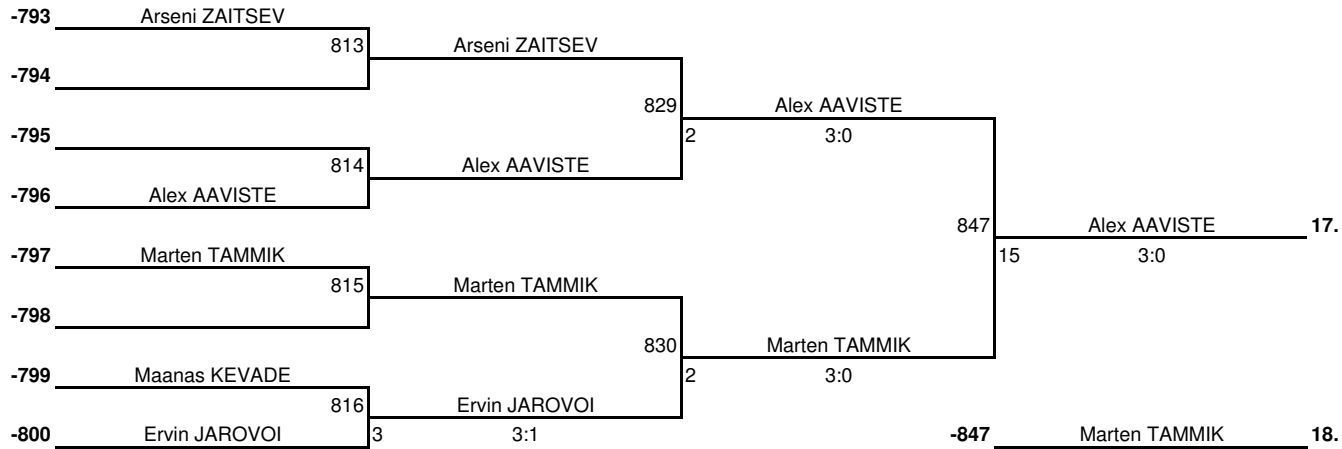 -793 Arseni ZAITSEV
813 Arseni ZAITSEV
-794
829 Alex AAVISTE
-795 2 3:0
814 Alex AAVISTE
-796 Alex AAVISTE
847 Alex AAVISTE 17.
-797 Marten TAMMIK 15 3:0
815 Marten TAMMIK
-798
830 Marten TAMMIK
-799 Maanas KEVADE 2 3:0
816 Ervin JAROVOI
-800 Ervin JAROVOI 3 3:1 -847 Marten TAMMIK 18.